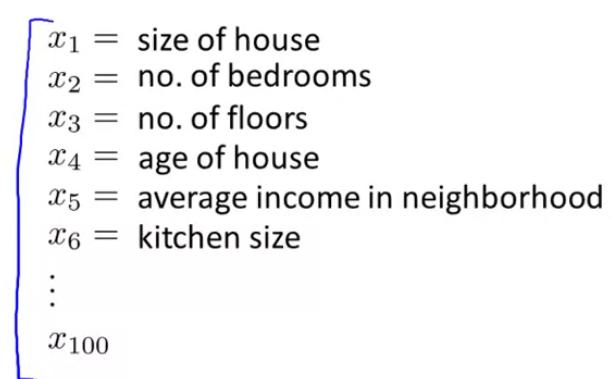 x₁ = size of house
x₂ = no. of bedrooms
x₃ = no. of floors
x₄ = age of house
x₅ = average income in neighborhood
x₆ = kitchen size
⋮
x₁₀₀